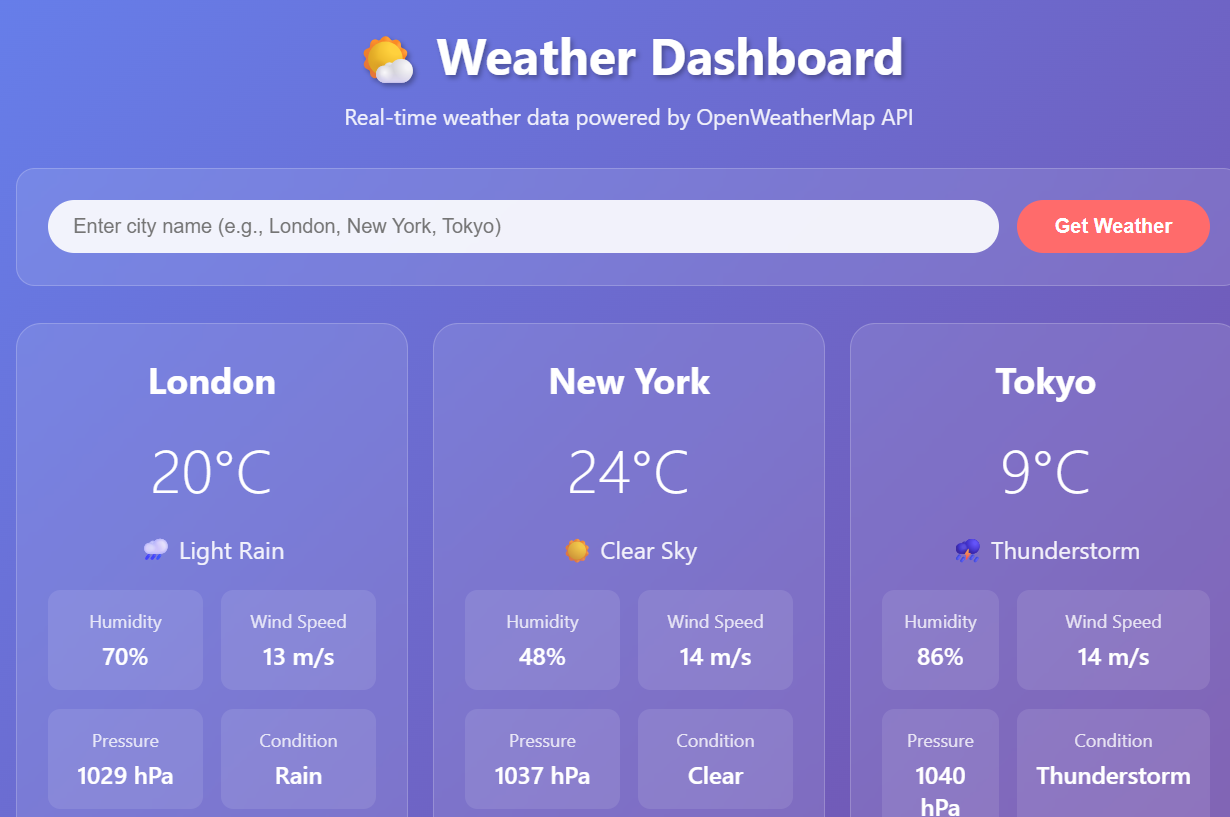 Weather Dashboard
Real-time weather data powered by OpenWeatherMap API
Enter city name (e.g., London, New York, Tokyo)
Get Weather
London
20°C
Light Rain
Humidity
70%
Wind Speed
13 m/s
Pressure
1029 hPa
Condition
Rain
New York
24°C
Clear Sky
Humidity
48%
Wind Speed
14 m/s
Pressure
1037 hPa
Condition
Clear
Tokyo
9°C
Thunderstorm
Humidity
86%
Wind Speed
14 m/s
Pressure
1040
hPa
Condition
Thunderstorm